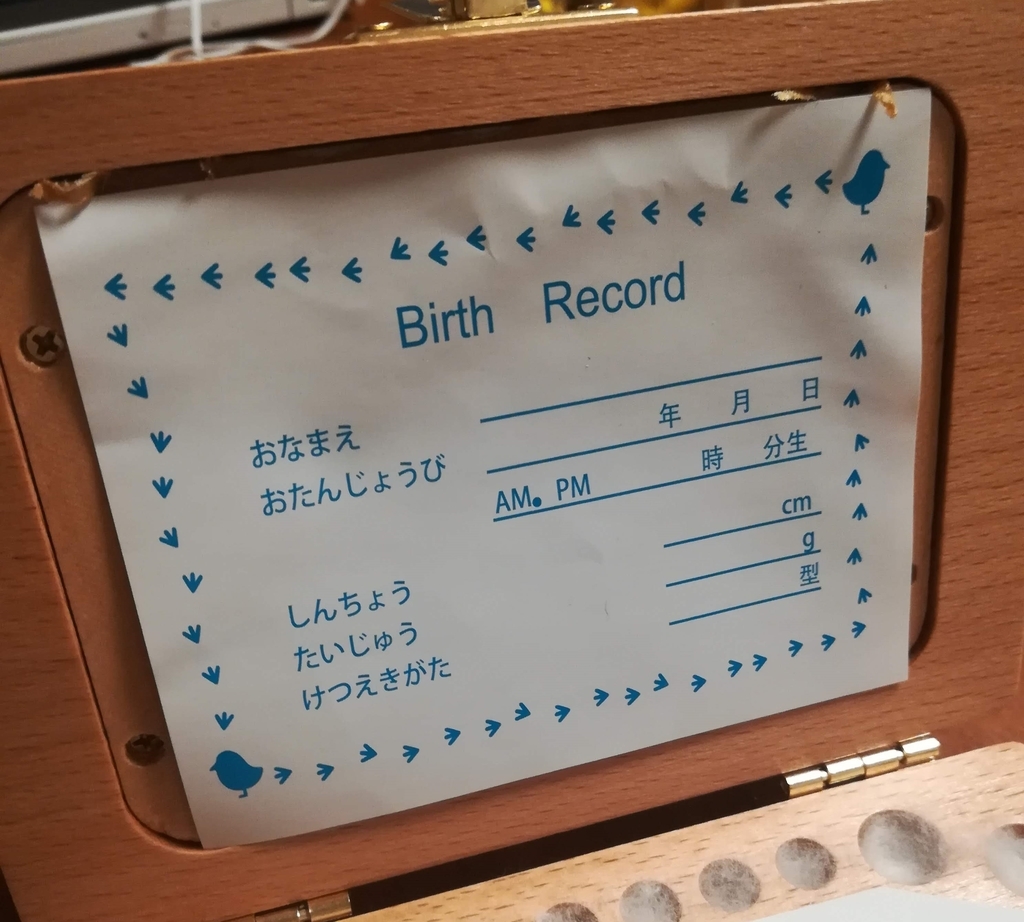 Birth Record
おなまえ
おたんじょうび 年 月 日
AM. PM 時 分生
しんちょう cm
たいじゅう g
けつえきがた 型